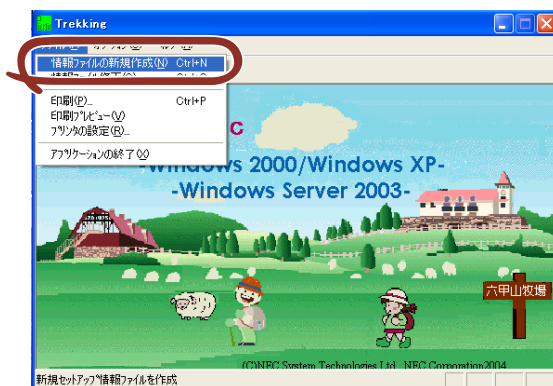 Trekking
情報ファイルの新規作成(N) Ctrl+N
印刷(P)... Ctrl+P
印刷プレビュー(V)
プリンタの設定(R)...
アプリケーションの終了(X)
C
-Windows 2000/Windows XP-
-Windows Server 2003-
六甲山牧場
(C)NEC System Technologies Ltd., NEC Corporation2004
新規セットアップ情報ファイルを作成